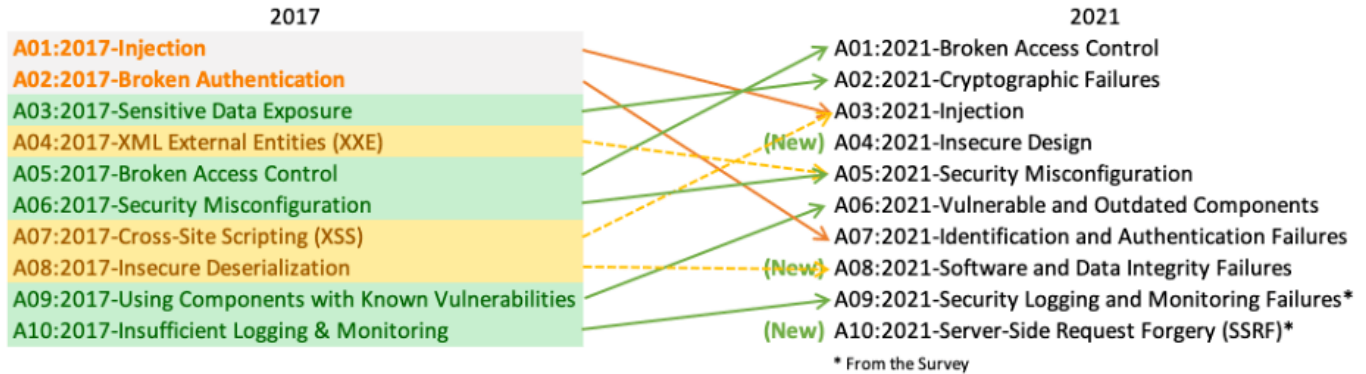 2017
A01:2017-Injection
A02:2017-Broken Authentication
A03:2017-Sensitive Data Exposure
A04:2017-XML External Entities (XXE)
A05:2017-Broken Access Control
A06:2017-Security Misconfiguration
A07:2017-Cross-Site Scripting (XSS)
A08:2017-Insecure Deserialization
A09:2017-Using Components with Known Vulnerabilities
A10:2017-Insufficient Logging & Monitoring
2021
A01:2021-Broken Access Control
A02:2021-Cryptographic Failures
A03:2021-Injection
(New) A04:2021-Insecure Design
A05:2021-Security Misconfiguration
A06:2021-Vulnerable and Outdated Components
A07:2021-Identification and Authentication Failures
(New) A08:2021-Software and Data Integrity Failures
A09:2021-Security Logging and Monitoring Failures*
(New) A10:2021-Server-Side Request Forgery (SSRF)*
* From the Survey